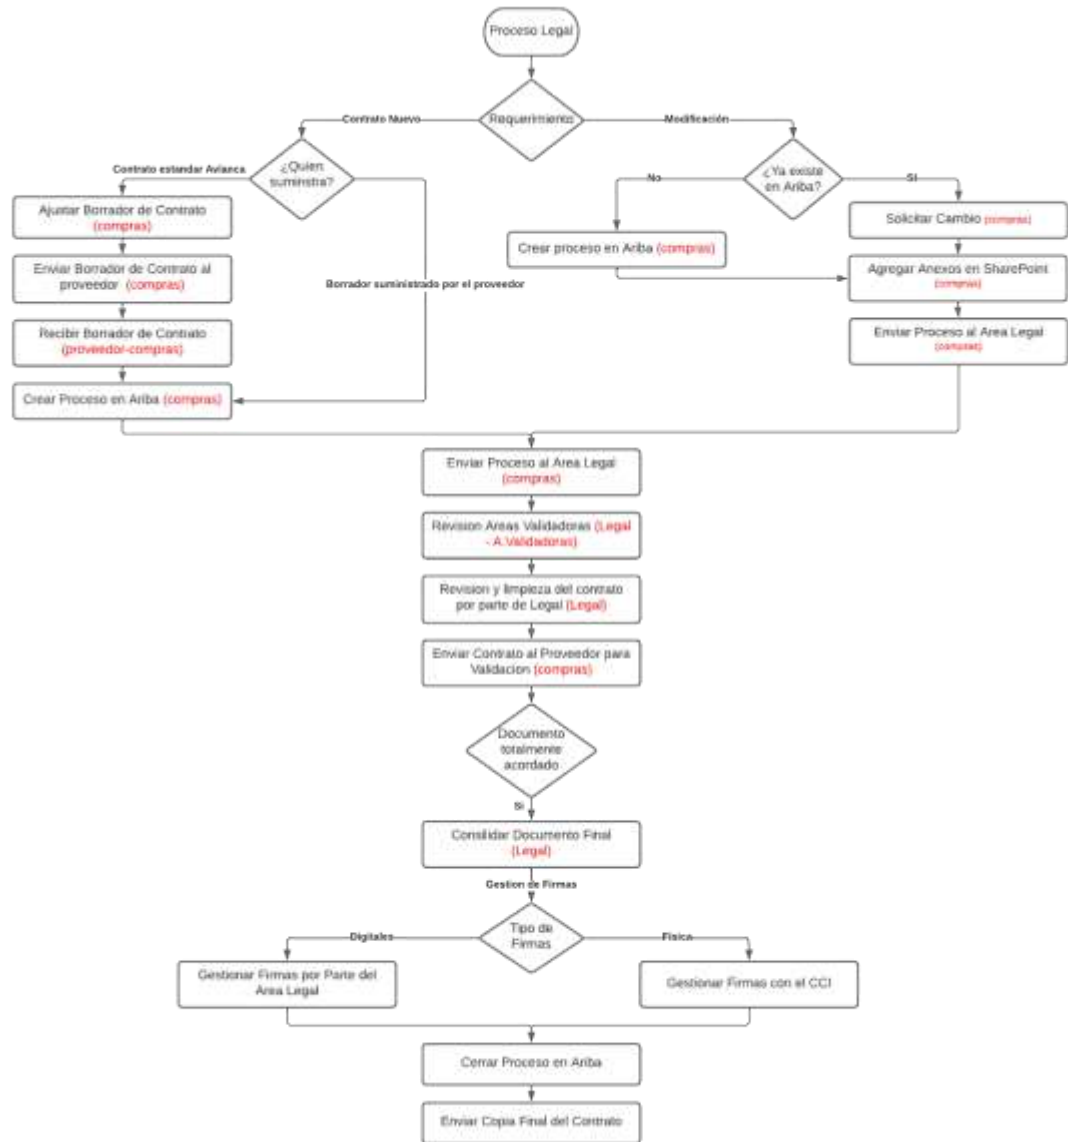 Proceso Legal
Requerimiento
Contrato Nuevo
Modificación
¿Quien
suministra?
Contrato estandar Avianca
Borrador suministrado por el proveedor
Ajustar Borrador de Contrato
(compras)
Enviar Borrador de Contrato al
proveedor (compras)
Recibir Borrador de Contrato
(proveedor-compras)
Crear Proceso en Ariba (compras)
¿Ya existe
en Ariba?
No
Si
Crear proceso en Ariba (compras)
Solicitar Cambio (compras)
Agregar Anexos en SharePoint
(compras)
Enviar Proceso al Area Legal
(compras)
Enviar Proceso al Area Legal
(compras)
Revision Areas Validadoras (Legal
- A.Validadoras)
Revision y limpieza del contrato
por parte de Legal (Legal)
Enviar Contrato al Proveedor para
Validacion (compras)
Documento
totalmente
acordado
Si
Consilidar Documento Final
(Legal)
Gestion de Firmas
Tipo de
Firmas
Digitales
Fisica
Gestionar Firmas por Parte del
Area Legal
Gestionar Firmas con el CCI
Cerrar Proceso en Ariba
Enviar Copia Final del Contrato